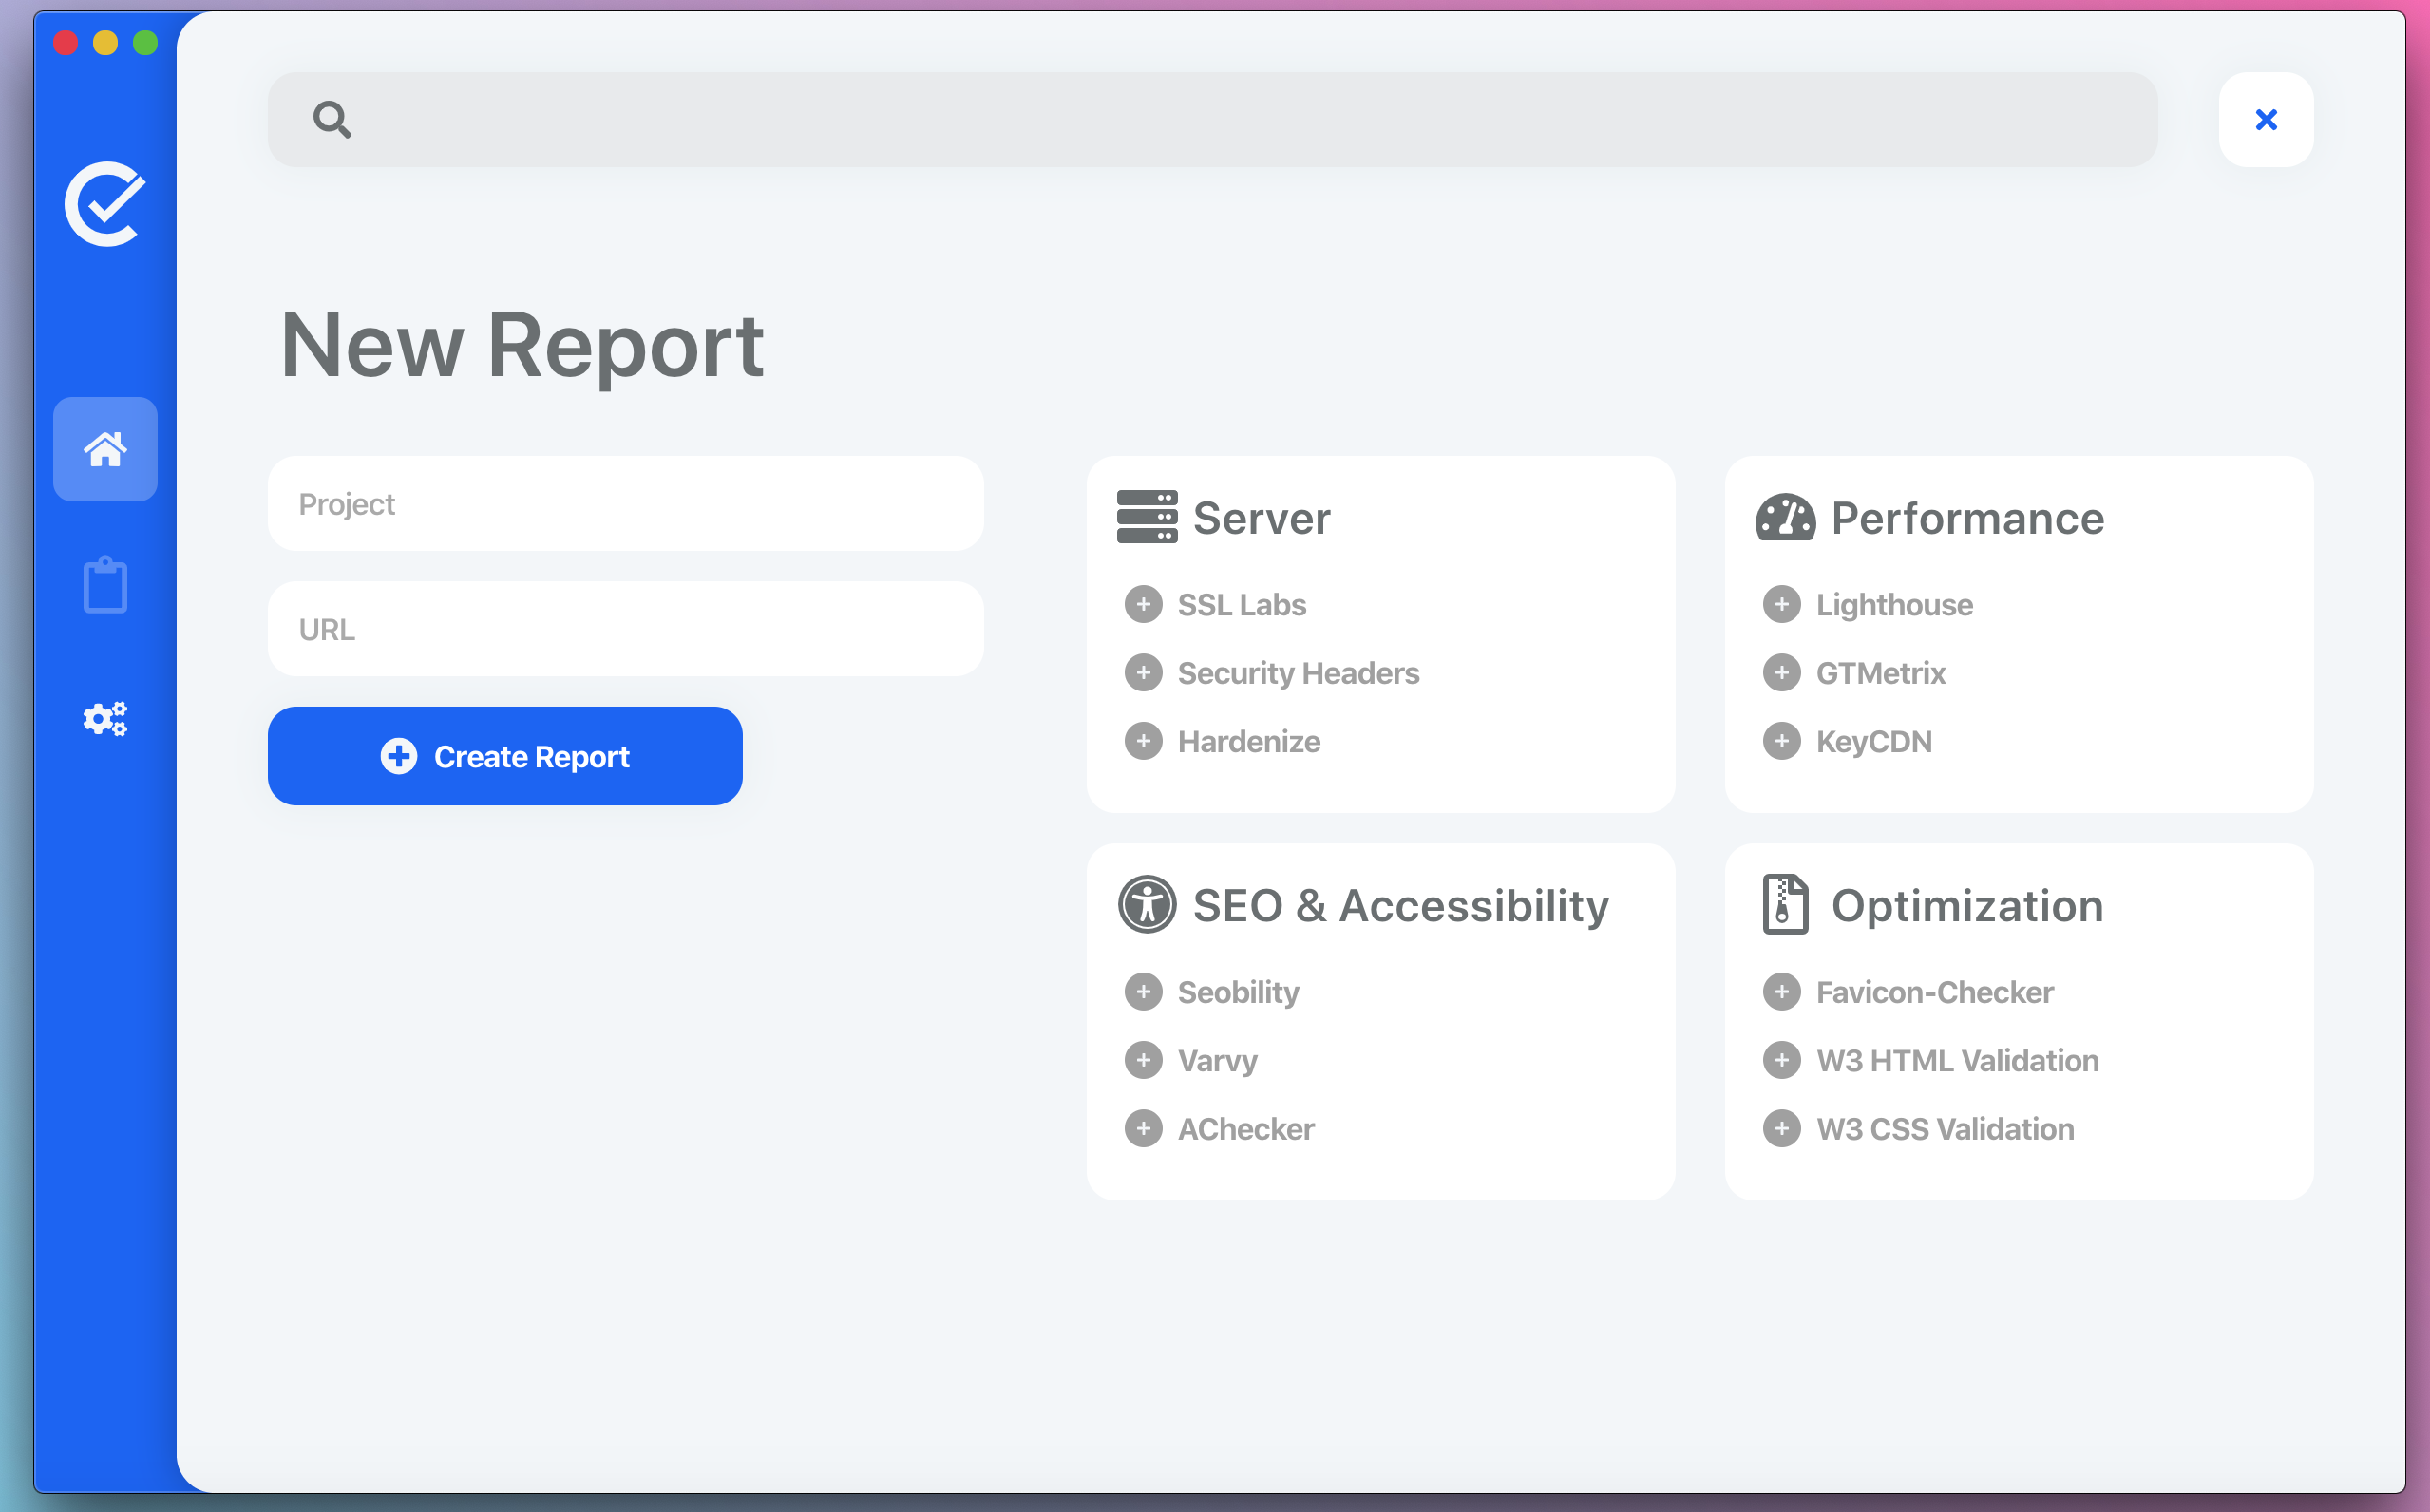 New Report
Project
URL
Create Report
Server
SSL Labs
Security Headers
Hardenize
Performance
Lighthouse
GTMetrix
KeyCDN
SEO & Accessibility
Seobility
Varvy
AChecker
Optimization
Favicon-Checker
W3 HTML Validation
W3 CSS Validation